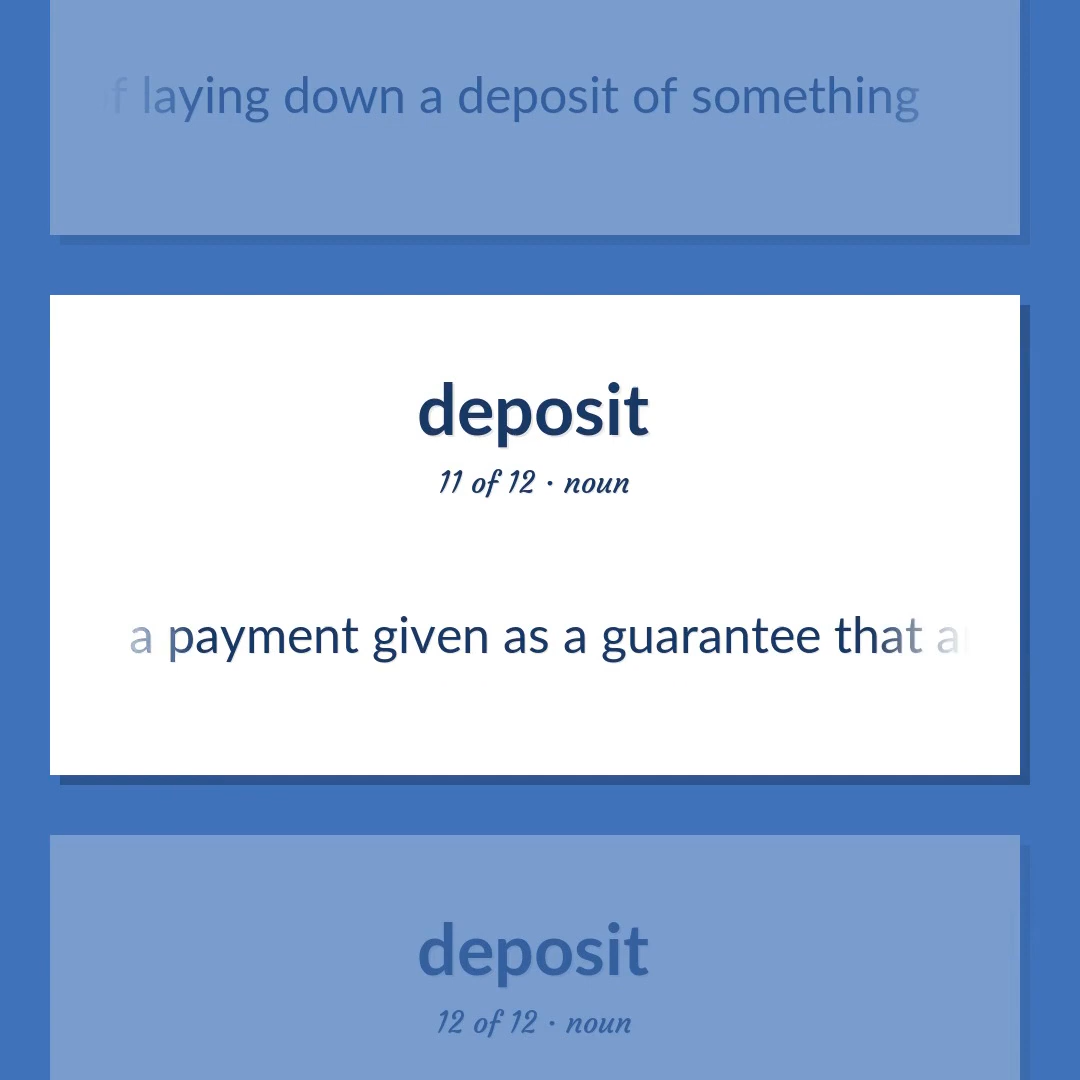 of laying down a deposit of something
deposit
11 of 12 · noun
a payment given as a guarantee that
deposit
12 of 12 · noun